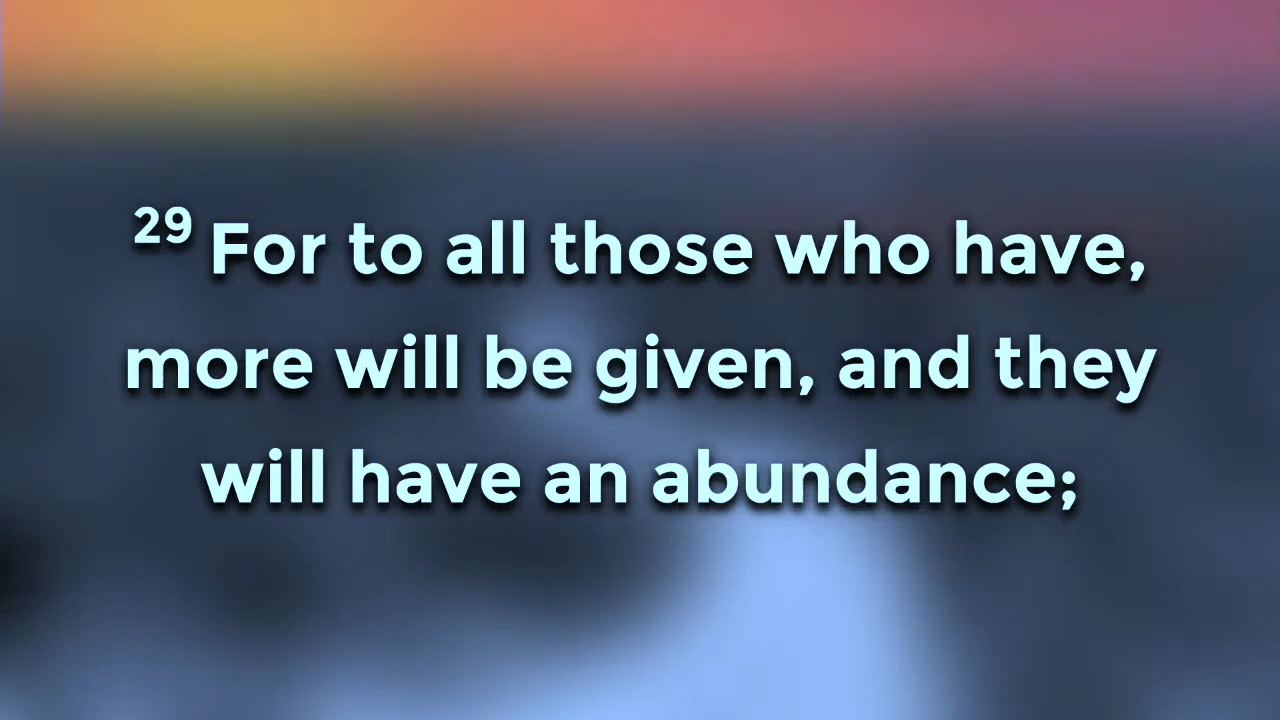 29 For to all those who have,
more will be given, and they
will have an abundance;